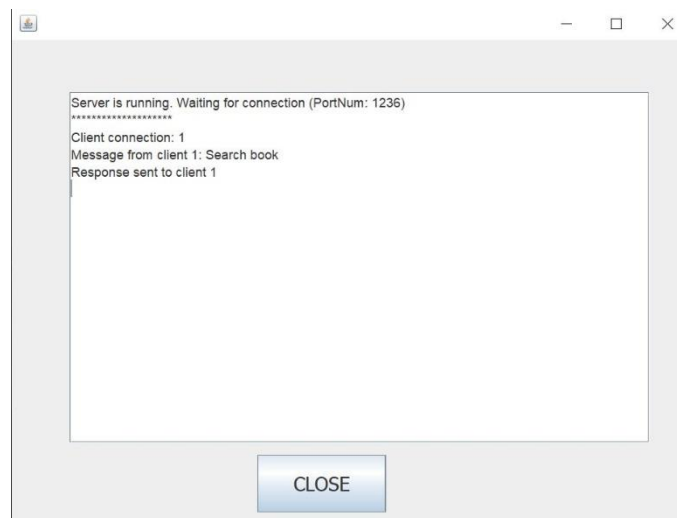 Server is running. Waiting for connection (PortNum: 1236)
********************
Client connection: 1
Message from client 1: Search book
Response sent to client 1
CLOSE